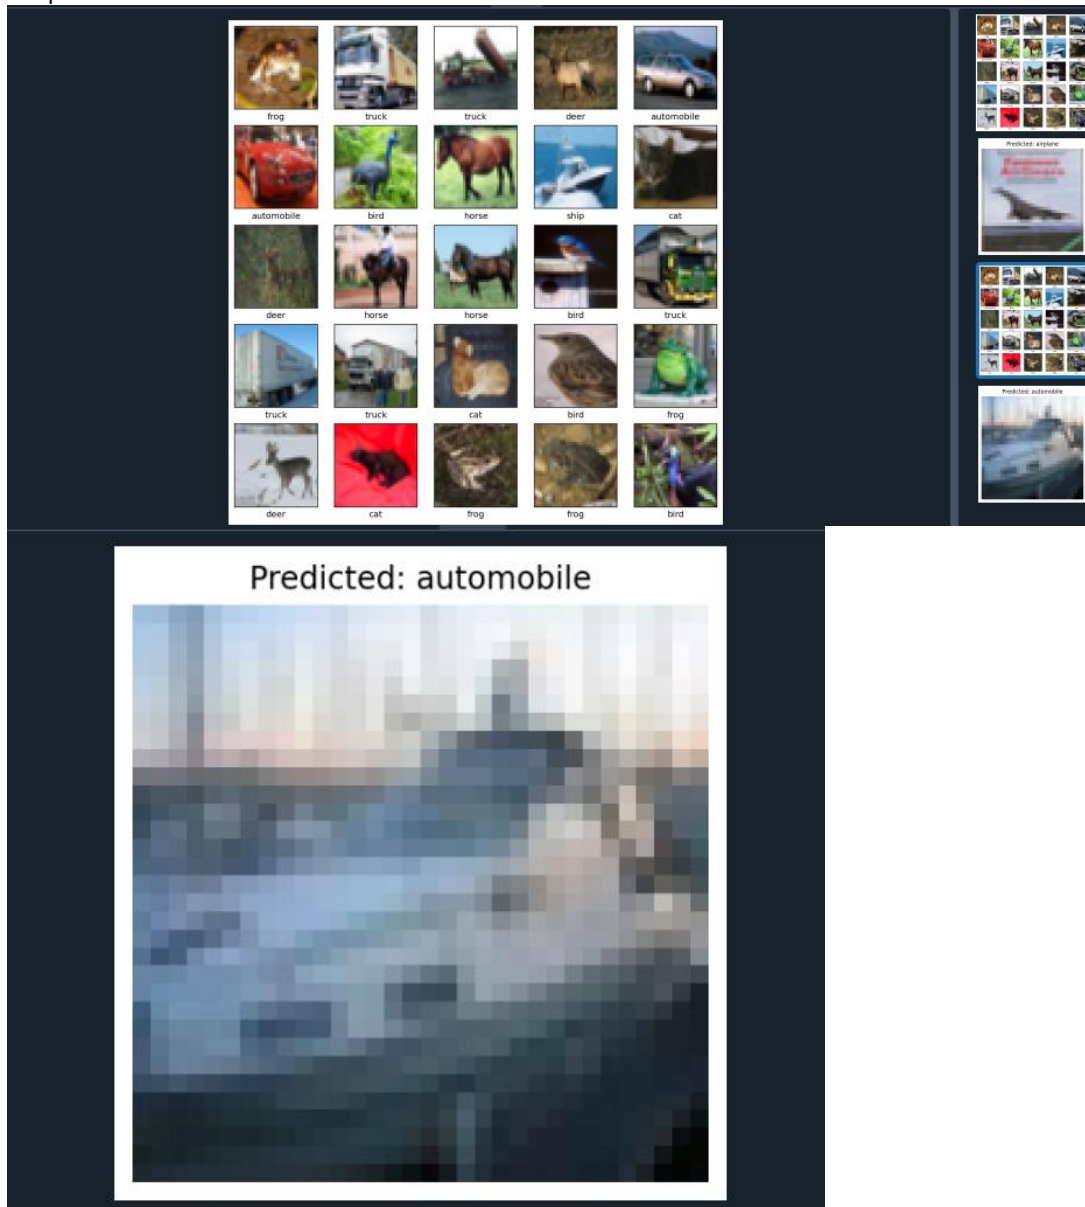 frog truck truck deer automobile
automobile bird horse ship cat
deer horse horse bird truck
truck truck cat bird frog
deer cat frog frog bird
Predicted: airplane
Predicted: automobile
Predicted: automobile